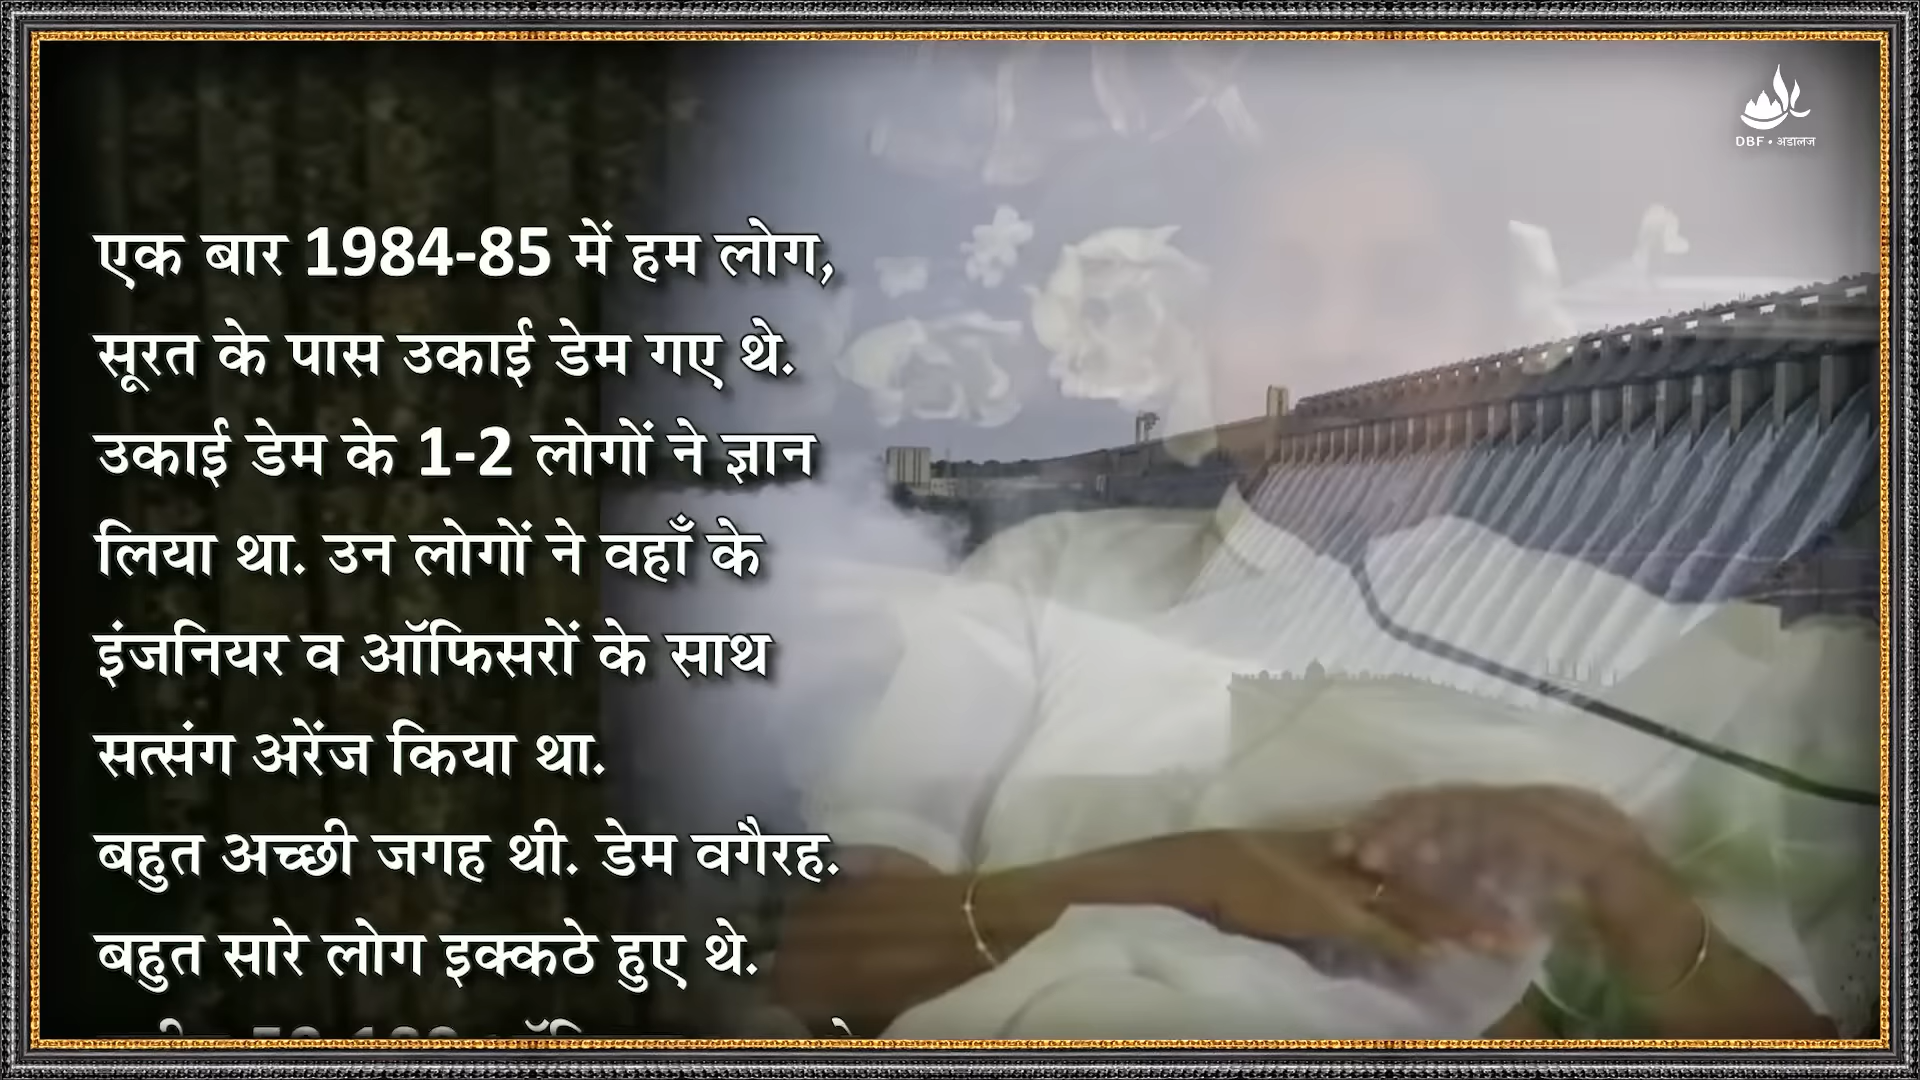 DBF • अडालज
एक बार 1984-85 में हम लोग,
सूरत के पास उकाई डेम गए थे.
उकाई डेम के 1-2 लोगों ने ज्ञान
लिया था. उन लोगों ने वहाँ के
इंजनियर व ऑफिसरों के साथ
सत्संग अरेंज किया था.
बहुत अच्छी जगह थी. डेम वगैरह.
बहुत सारे लोग इक्कठे हुए थे.